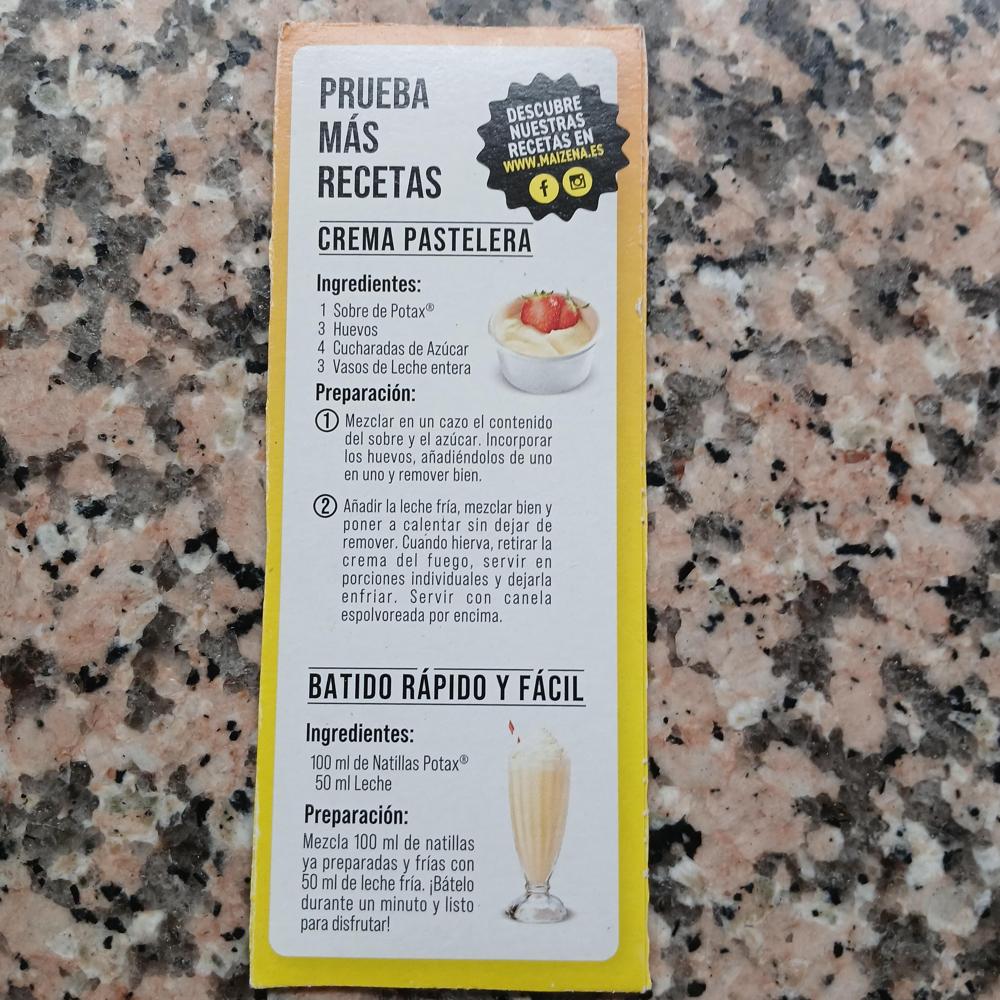 PRUEBA
MÁS
RECETAS
DESCUBRE
NUESTRAS
RECETAS EN
WWW.MAIZENA.ES
CREMA PASTELERA
Ingredientes:
1 Sobre de Potax®
3 Huevos
4 Cucharadas de Azúcar
3 Vasos de Leche entera
Preparación:
1 Mezclar en un cazo el contenido
del sobre y el azúcar. Incorporar
los huevos, añadiéndolos de uno
en uno y remover bien.
2 Añadir la leche fría, mezclar bien y
poner a calentar sin dejar de
remover. Cuando hierva, retirar la
crema del fuego, servir en
porciones individuales y dejarla
enfriar. Servir con canela
espolvoreada por encima.
BATIDO RÁPIDO Y FÁCIL
Ingredientes:
100 ml de Natillas Potax®
50 ml Leche
Preparación:
Mezcla 100 ml de natillas
ya preparadas y frías con
50 ml de leche fría. ¡Bátelo
durante un minuto y listo
para disfrutar!